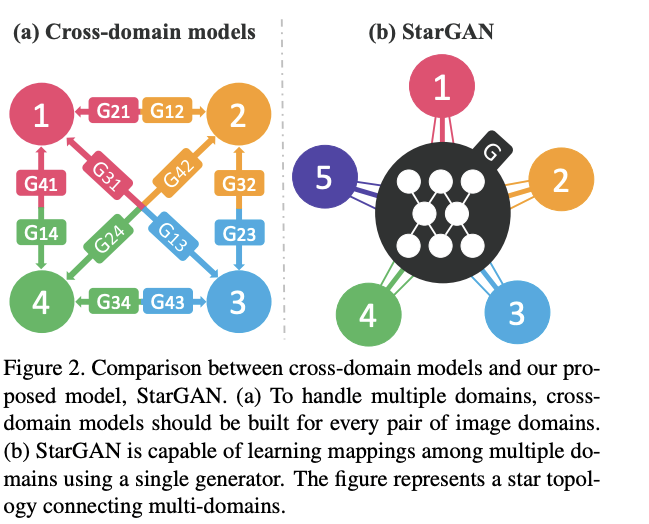 (a) Cross-domain models
(b) StarGAN
1
G21
G12
2
G41
G31
G42
G32
G14
G24
G13
G23
4
G34
G43
3
1
G
5
2
4
3
Figure 2. Comparison between cross-domain models and our pro-
posed model, StarGAN. (a) To handle multiple domains, cross-
domain models should be built for every pair of image domains.
(b) StarGAN is capable of learning mappings among multiple do-
mains using a single generator. The figure represents a star topol-
ogy connecting multi-domains.